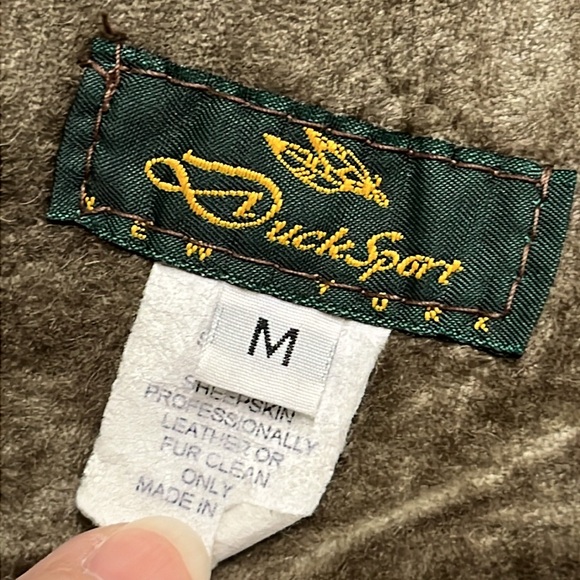 DuckSport
NEW YORK
M
SHEEPSKIN
PROFESSIONALLY
LEATHER OR
FUR CLEAN
ONLY
MADE IN